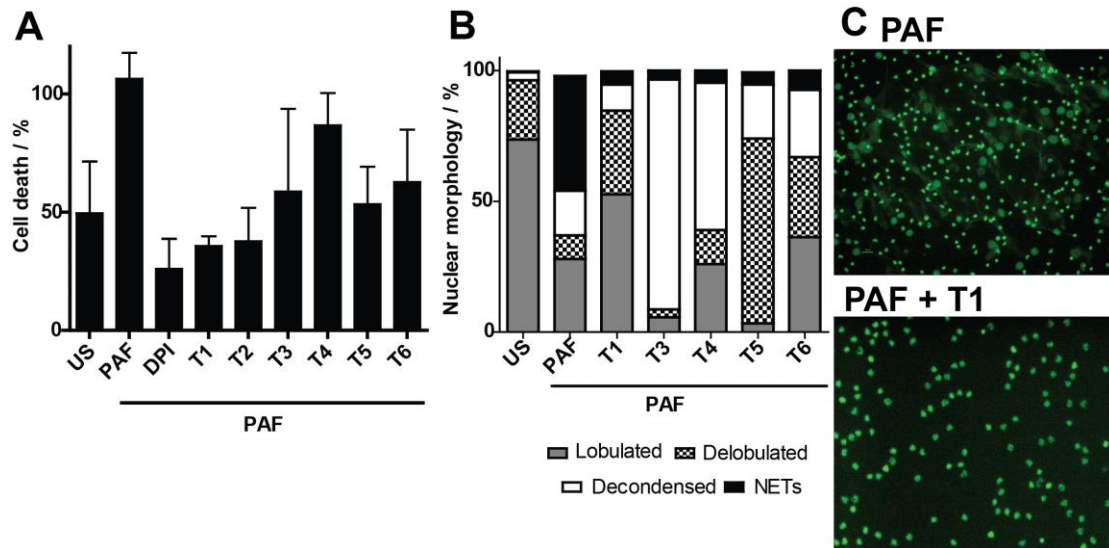 A
Cell death / %
100
50
0
US
PAF
DPI
T1
T2
T3
T4
T5
T6
PAF
B
Nuclear morphology / %
100
50
0
US
PAF
T1
T3
T4
T5
T6
PAF
Lobulated
Delobulated
Decondensed
NETs
C PAF
PAF + T1